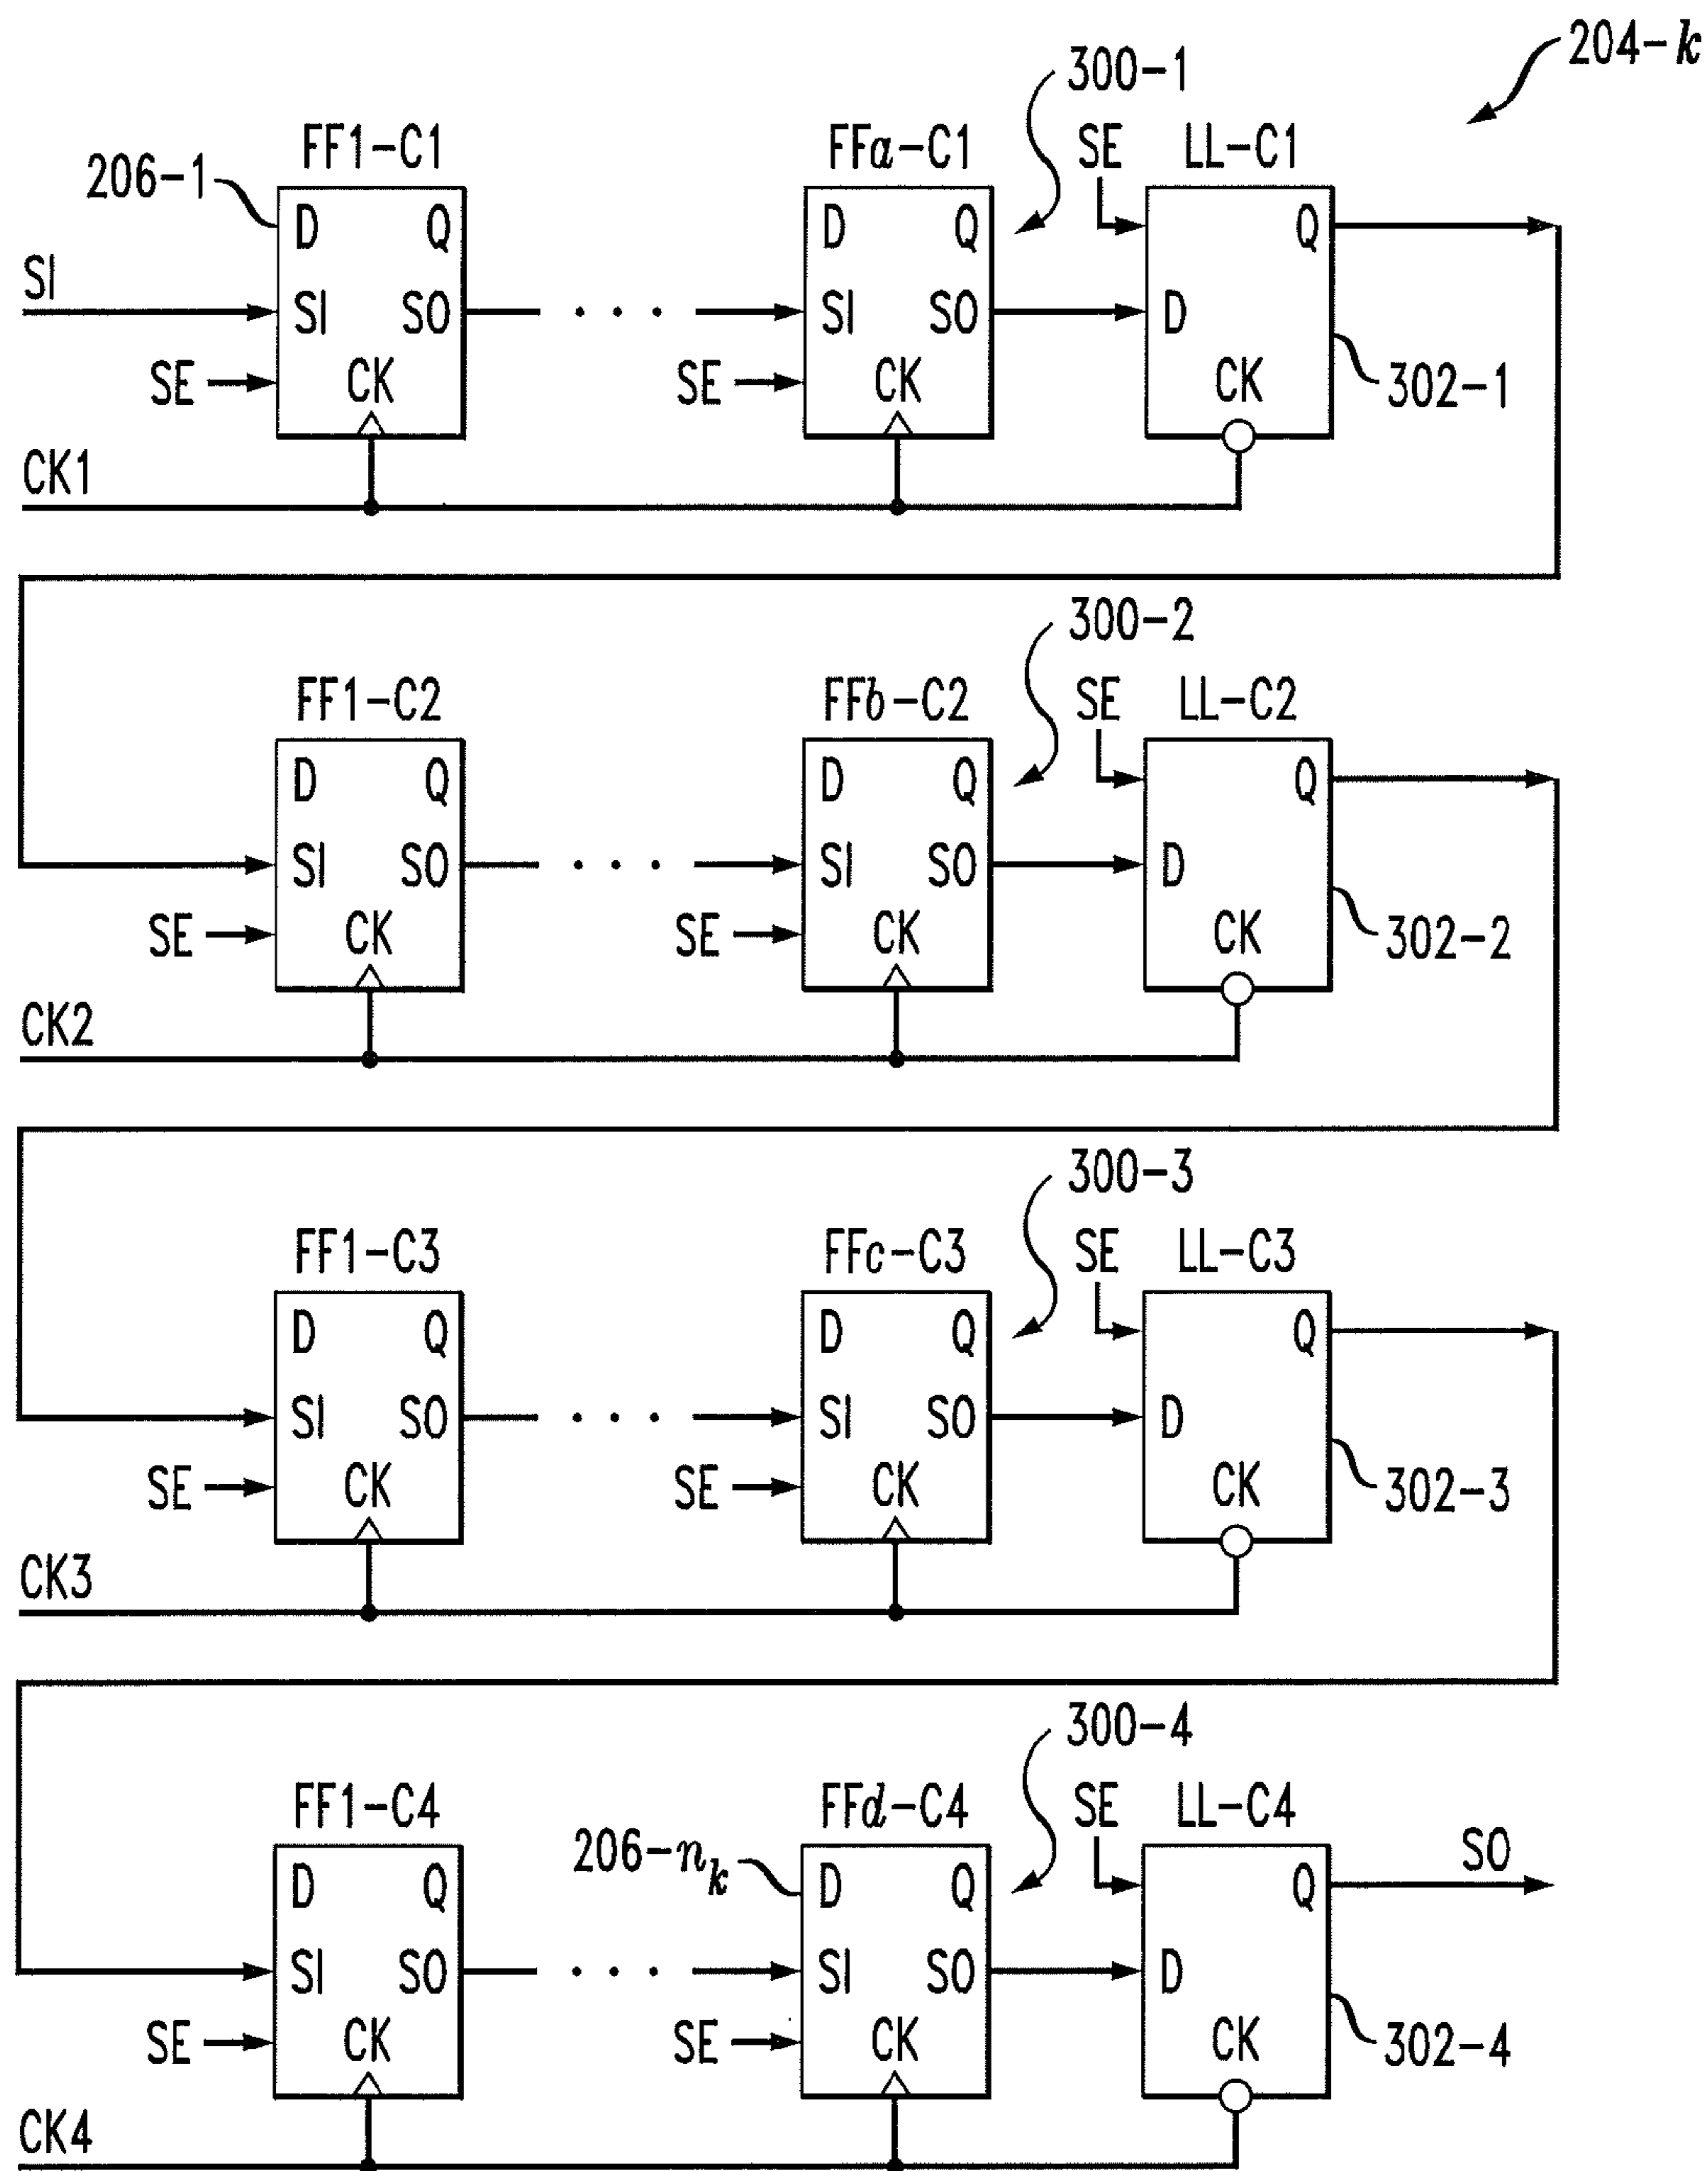 204-k
300-1
FF1-C1 FFa-C1 SE LL-C1
206-1
D Q D Q Q
SI
SI SO . . . SI SO D
SE CK SE CK CK 302-1
CK1
300-2
FF1-C2 FFb-C2 SE LL-C2
D Q D Q Q
SI SO . . . SI SO D
SE CK SE CK CK 302-2
CK2
300-3
FF1-C3 FFc-C3 SE LL-C3
D Q D Q Q
SI SO . . . SI SO D
SE CK SE CK CK 302-3
CK3
300-4
FF1-C4 FFd-C4 SE LL-C4
206-nk SO
D Q D Q Q
SI SO . . . SI SO D
SE CK SE CK CK 302-4
CK4